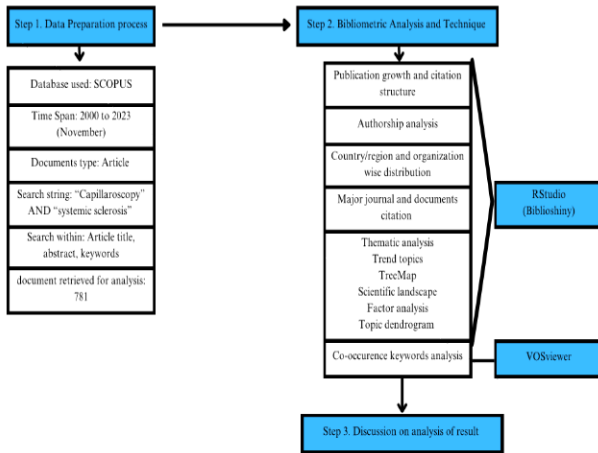 Step 1. Data Preparation process
Database used: SCOPUS
Time Span: 2000 to 2023
(November)
Documents type: Article
Search string: “Capillaroscopy”
AND “systemic sclerosis”
Search within: Article title,
abstract, keywords
document retrieved for analysis:
781
Step 2. Bibliometric Analysis and Technique
Publication growth and citation
structure
Authorship analysis
Country/region and organization
wise distribution
Major journal and documents
citation
Thematic analysis
Trend topics
TreeMap
Scientific landscape
Factor analysis
Topic dendrogram
Co-occurence keywords analysis
RStudio
(Biblioshiny)
VOSviewer
Step 3. Discussion on analysis of result